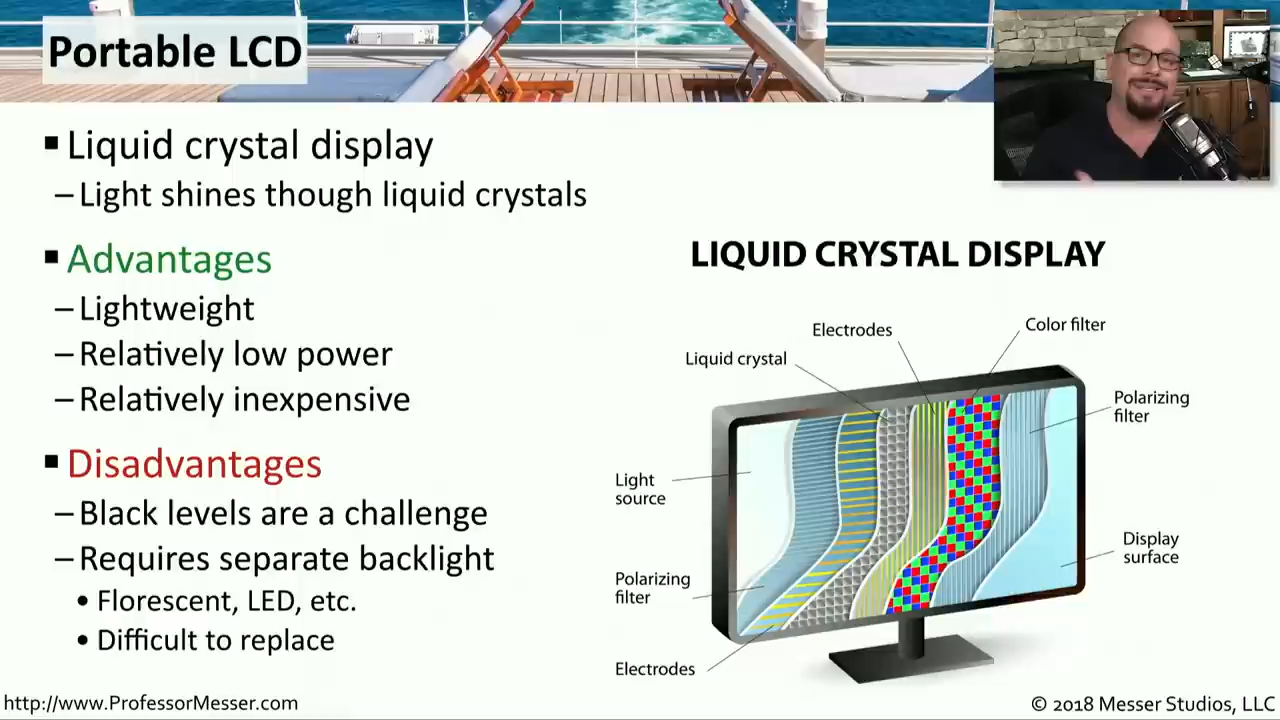 Portable LCD
▪ Liquid crystal display
– Light shines though liquid crystals
▪ Advantages
– Lightweight
– Relatively low power
– Relatively inexpensive
▪ Disadvantages
– Black levels are a challenge
– Requires separate backlight
• Florescent, LED, etc.
• Difficult to replace
LIQUID CRYSTAL DISPLAY
Electrodes
Color filter
Liquid crystal
Polarizing
filter
Light
source
Display
surface
Polarizing
filter
Electrodes
http://www.ProfessorMesser.com
© 2018 Messer Studios, LLC